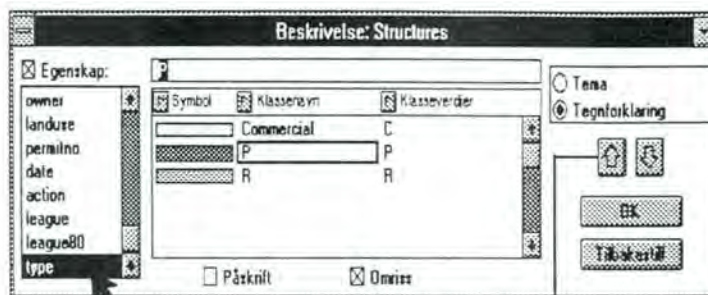 Beskrivelse: Structures
Egenskap:
P
owner
landuse
permitno
date
action
league
league80
type
Symbol Klassenavn Klasseverdier
Commercial C
P P
R R
Påskrift Omriss
Tema
Tegnforklaring
OK
Tilbakestill